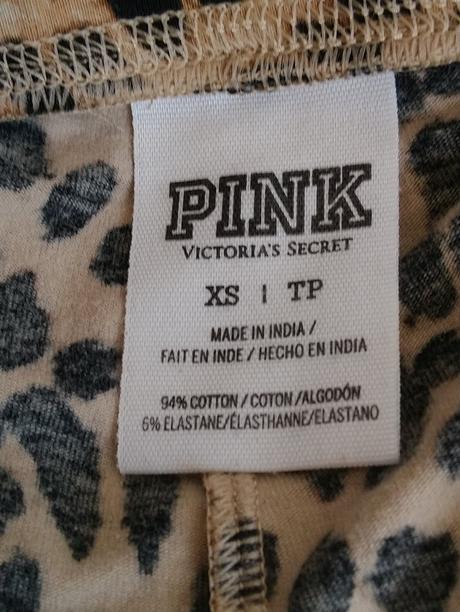 PINK
VICTORIA'S SECRET
XS | TP
MADE IN INDIA /
FAIT EN INDE / HECHO EN INDIA
94% COTTON / COTON /ALGODÓN
6% ELASTANE/ÉLASTHANNE/ELASTANO